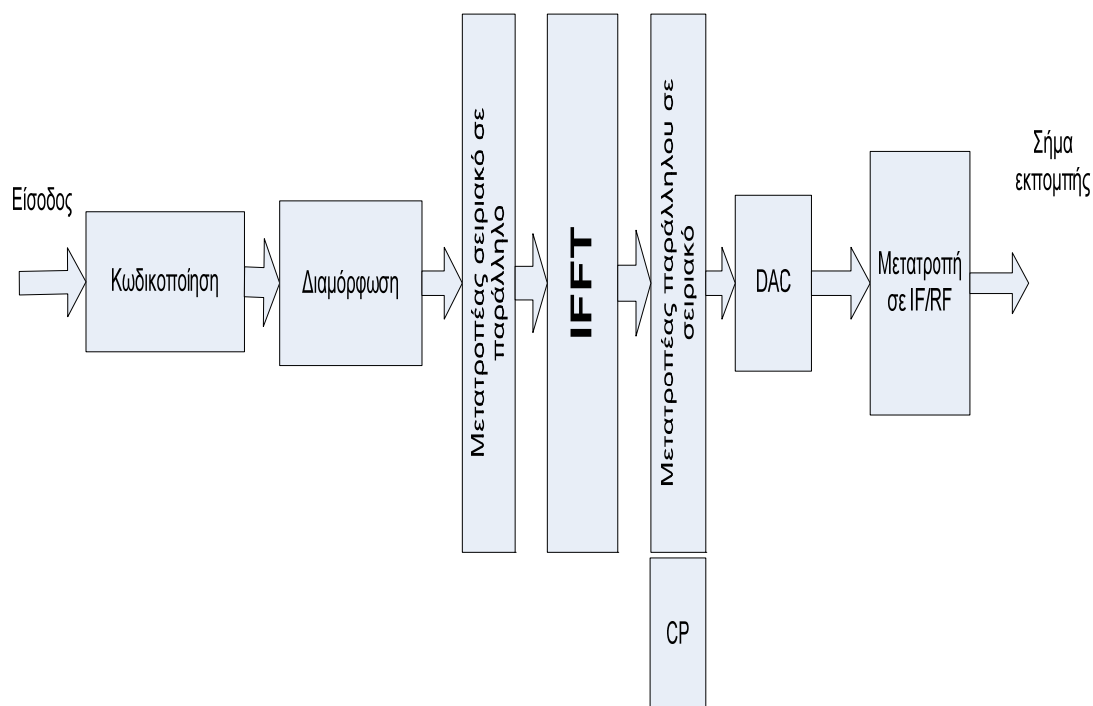 Είσοδος
Κωδικοποίηση
Διαμόρφωση
Μετατροπέας σειριακό σε
παράλληλο
IFFT
Μετατροπέας παράλληλου σε
σειριακό
CP
DAC
Μετατροπή
σε IF/RF
Σήμα
εκπομπής